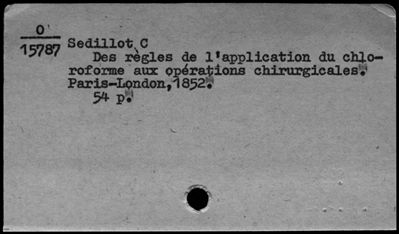 O
15787
Sedillot C
Des règles de l'application du chlo-
roforme aux opérations chirurgicales.
Paris-London,1852.
54 p.